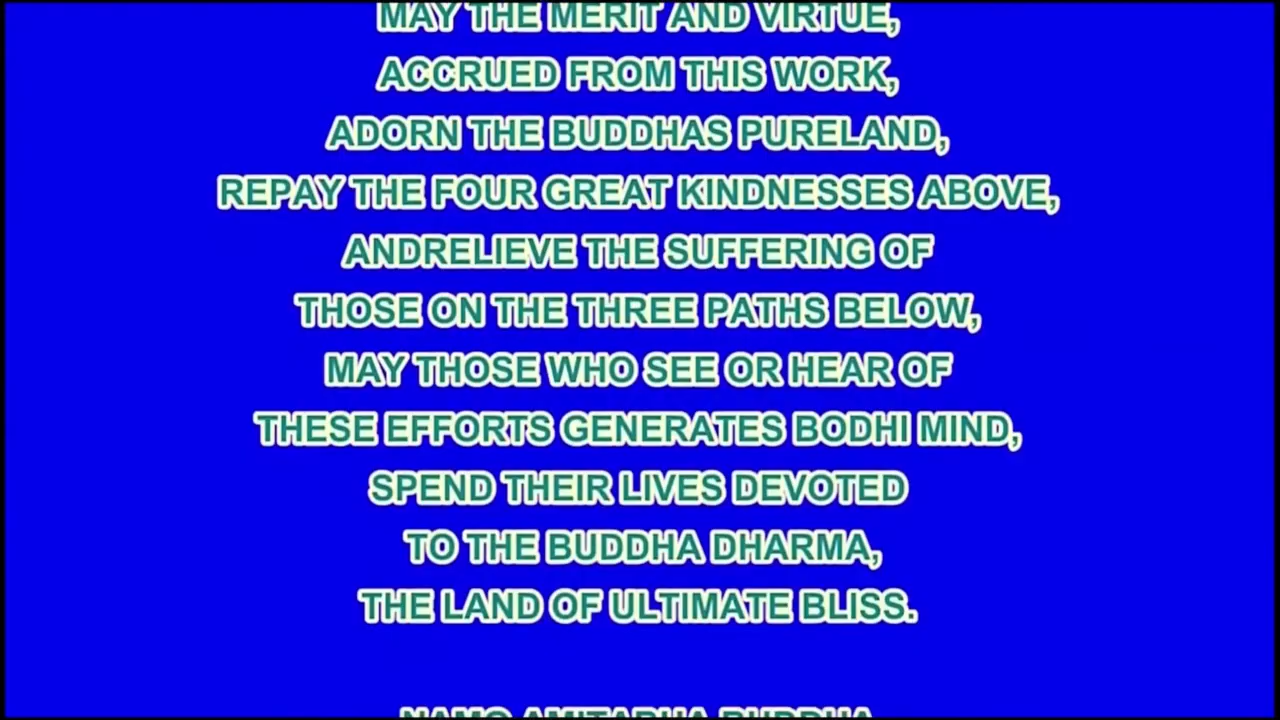 MAY THE MERIT AND VIRTUE,
ACCRUED FROM THIS WORK,
ADORN THE BUDDHAS PURELAND,
REPAY THE FOUR GREAT KINDNESSES ABOVE,
ANDRELIEVE THE SUFFERING OF
THOSE ON THE THREE PATHS BELOW,
MAY THOSE WHO SEE OR HEAR OF
THESE EFFORTS GENERATES BODHI MIND,
SPEND THEIR LIVES DEVOTED
TO THE BUDDHA DHARMA,
THE LAND OF ULTIMATE BLISS.
NAMO AMITABHA BUDDHA